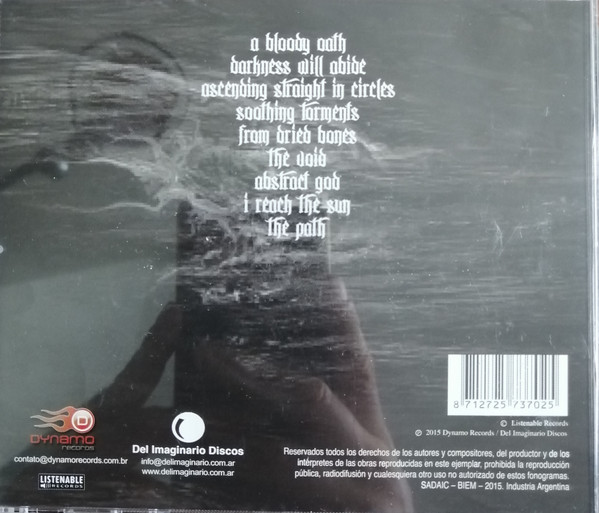 a bloody oath
darkness will abide
ascending straight in circles
soothing torments
from dried bones
the void
abstract god
i reach the sun
the path
8 712725 737025
© Listenable Records
℗ 2015 Dynamo Records / Del Imaginario Discos
D
DYNAMO
records
contato@dynamorecords.com.br
LISTENABLE
RECORDS
Del Imaginario Discos
info@delimaginario.com.ar
www.delimaginario.com.ar
Reservados todos los derechos de los autores y compositores, del productor y de los
intérpretes de las obras reproducidas en este ejemplar, prohibida la reproducción
pública, radiodifusión y cualesquiera otro uso no autorizado de estos fonogramas.
SADAIC – BIEM – 2015. Industria Argentina